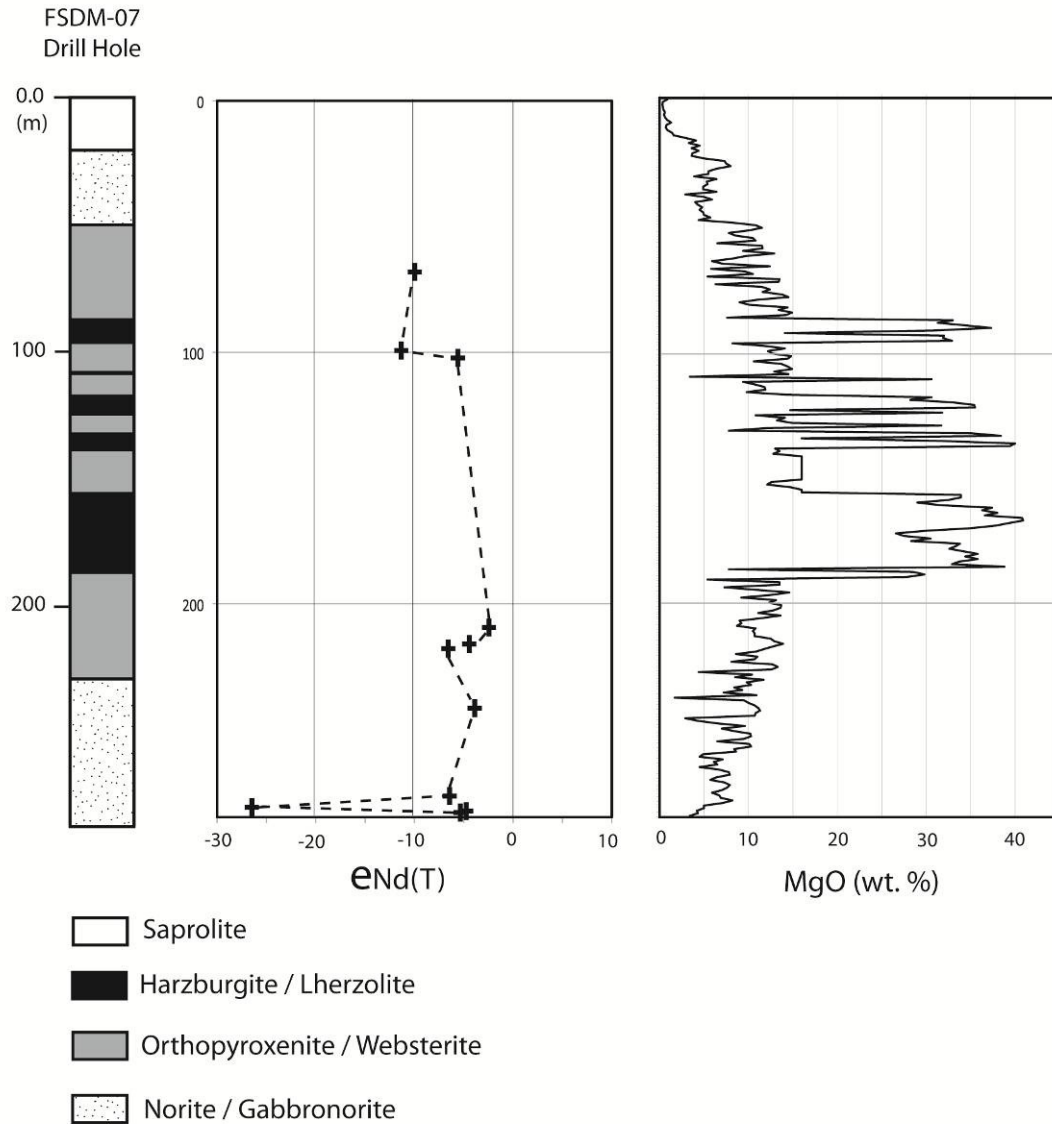 FSDM-07
Drill Hole
0.0
(m)
100
200
0
100
200
-30
-20
-10
0
10
eNd(T)
0
10
20
30
40
MgO (wt. %)
Saprolite
Harzburgite / Lherzolite
Orthopyroxenite / Websterite
Norite / Gabbronorite